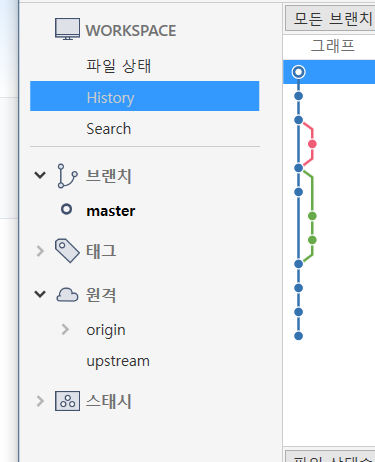 WORKSPACE
파일 상태
History
Search
브랜치
master
태그
원격
origin
upstream
스태시
모든 브랜치
그래프